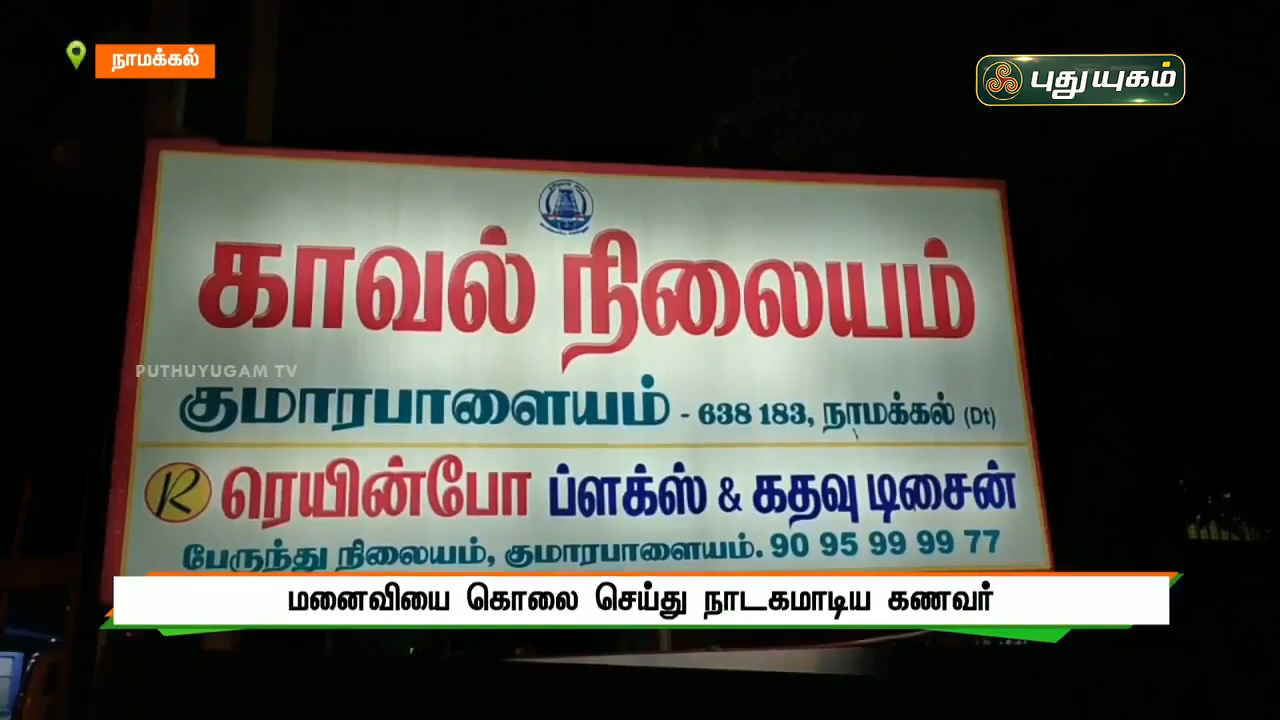 நாமக்கல்
புதுயுகம்
காவல் நிலையம்
PUTHUYUGAM TV
குமாரபாளையம் - 638 183, நாமக்கல் (Dt)
R ரெயின்போ ப்ளக்ஸ் & கதவு டிசைன்
பேருந்து நிலையம், குமாரபாளையம். 90 95 99 99 77
மனைவியை கொலை செய்து நாடகமாடிய கணவர்